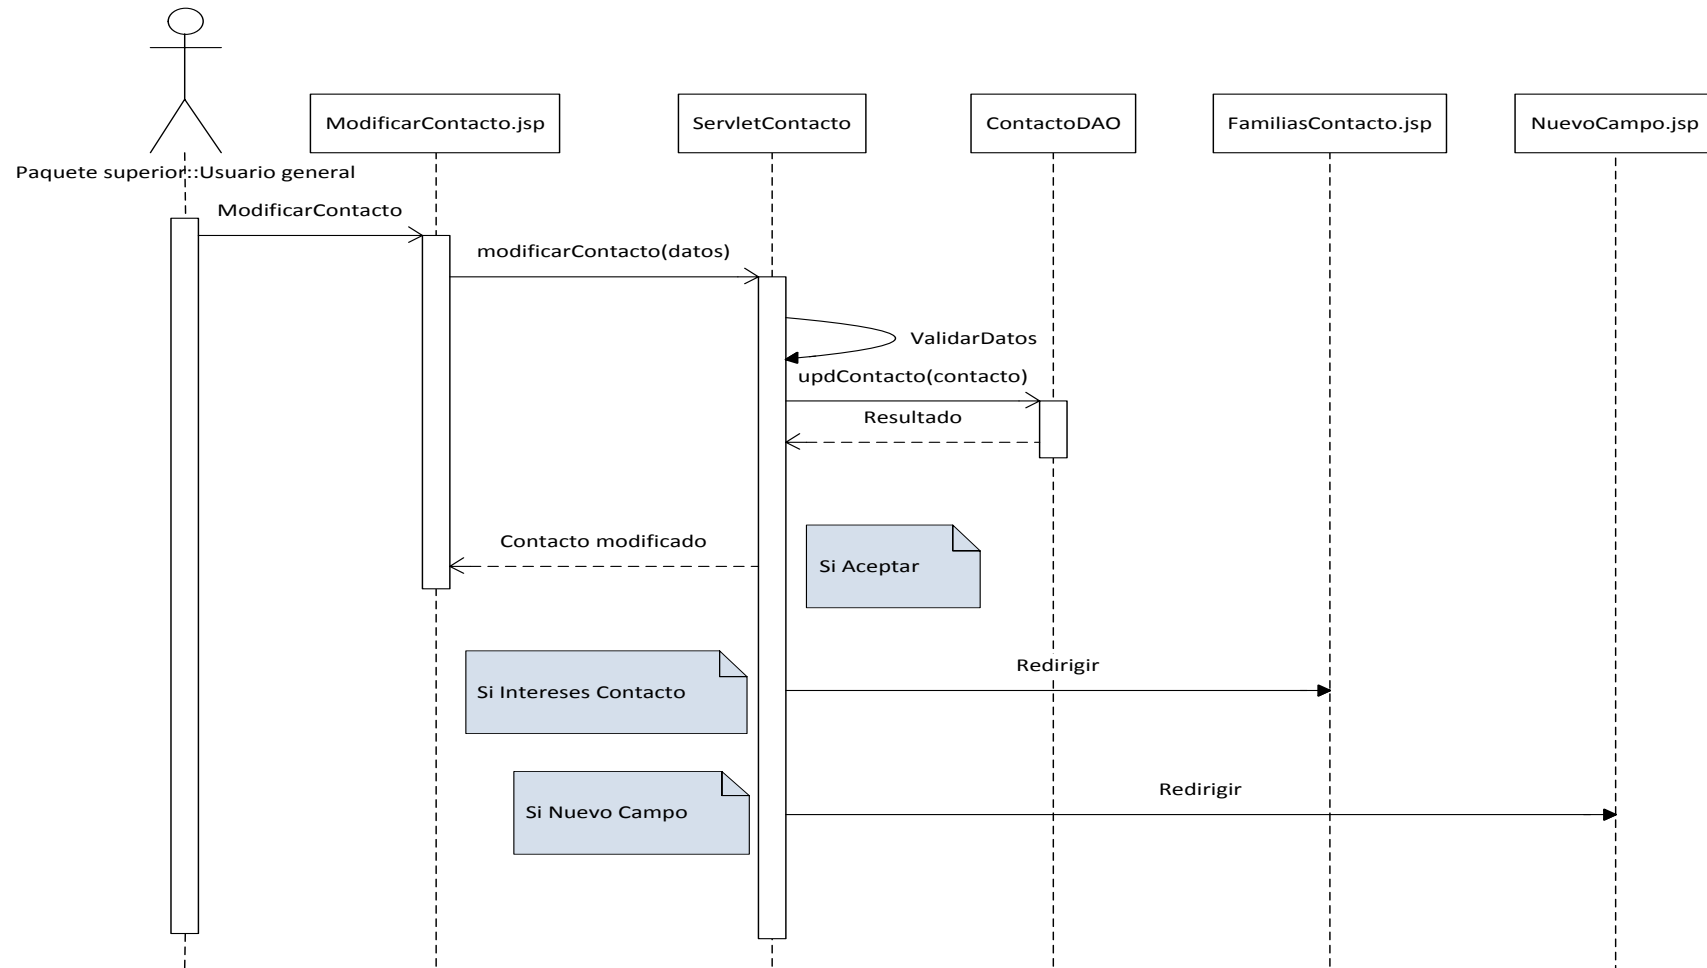 ModificarContacto.jsp
ServletContacto
ContactoDAO
FamiliasContacto.jsp
NuevoCampo.jsp
Paquete superior::Usuario general
ModificarContacto
modificarContacto(datos)
ValidarDatos
updContacto(contacto)
Resultado
Contacto modificado
Si Aceptar
Redirigir
Si Intereses Contacto
Redirigir
Si Nuevo Campo